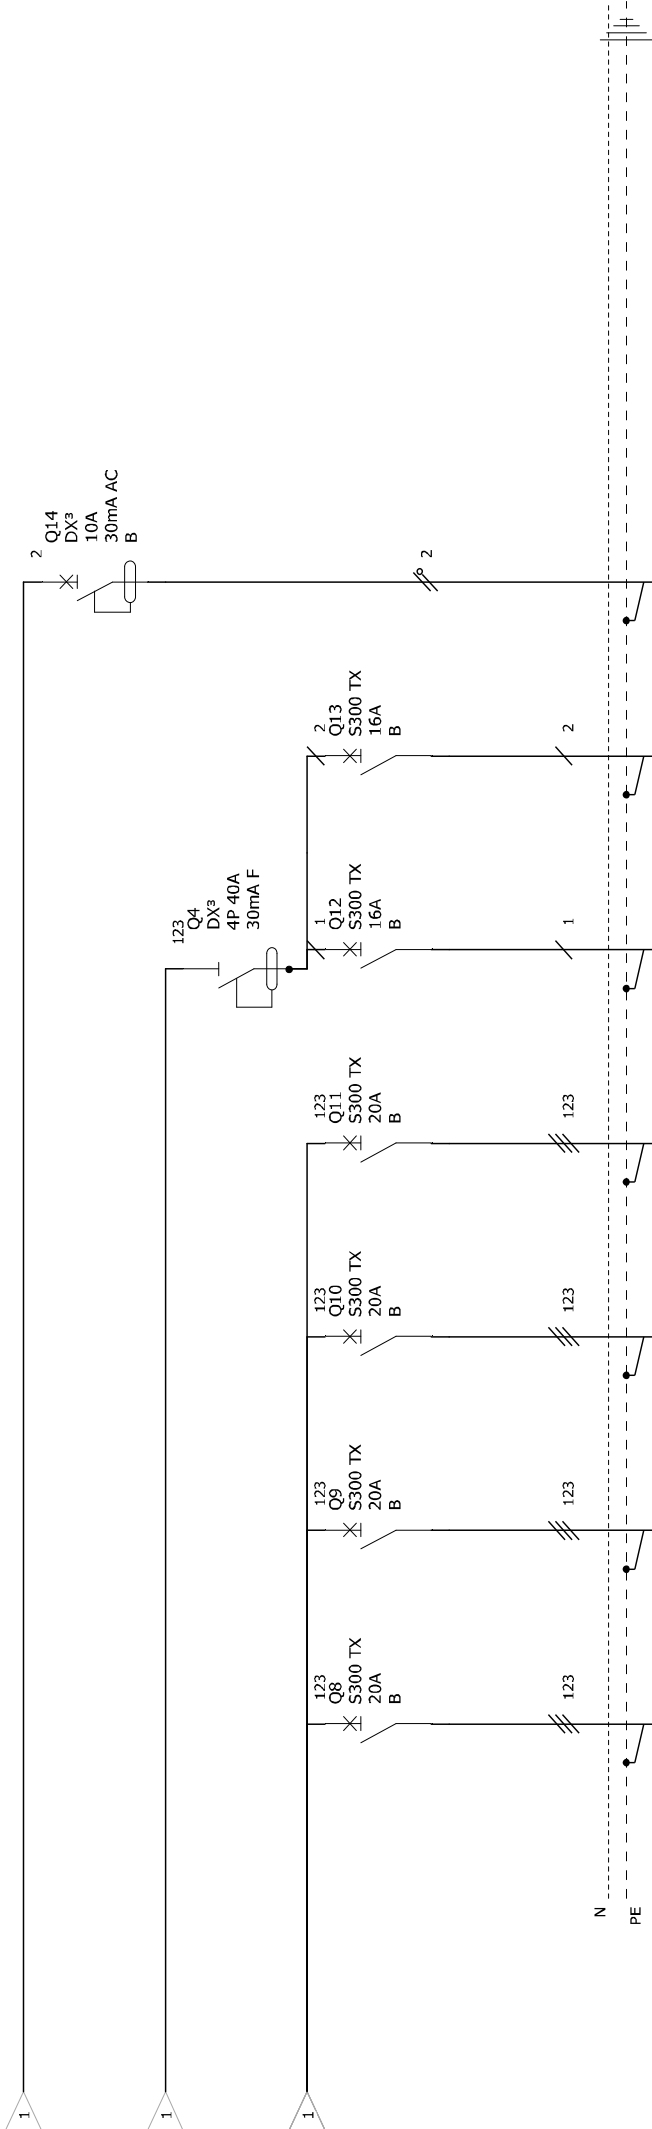 2
Q14
DX³
10A
30mA AC
B
2
123
Q4
DX³
4P 40A
30mA F
123
Q8
S300 TX
20A
B
123
123
Q9
S300 TX
20A
B
123
123
Q10
S300 TX
20A
B
123
123
Q11
S300 TX
20A
B
123
1
Q12
S300 TX
16A
B
1
2
Q13
S300 TX
16A
B
2
N
PE
1
1
1